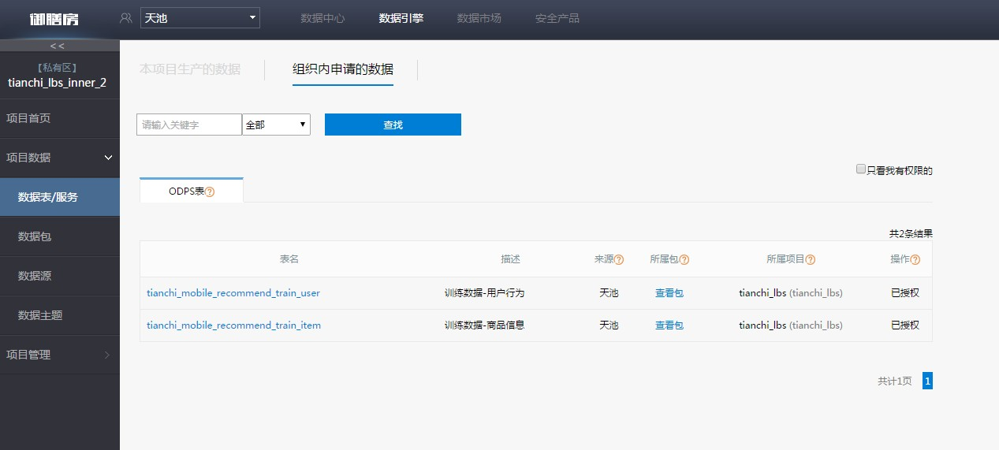 御膳房
天池
数据中心 数据引擎 数据市场 安全产品
<<
【私有区】
tianchi_lbs_inner_2
项目首页
项目数据
数据表/服务
数据包
数据源
数据主题
项目管理
本项目生产的数据 组织内申请的数据
请输入关键字 全部 查找
只看我有权限的
ODPS表?
共2条结果
表名 描述 来源? 所属包? 所属项目? 操作?
tianchi_mobile_recommend_train_user 训练数据-用户行为 天池 查看包 tianchi_lbs (tianchi_lbs) 已授权
tianchi_mobile_recommend_train_item 训练数据-商品信息 天池 查看包 tianchi_lbs (tianchi_lbs) 已授权
共计1页 1